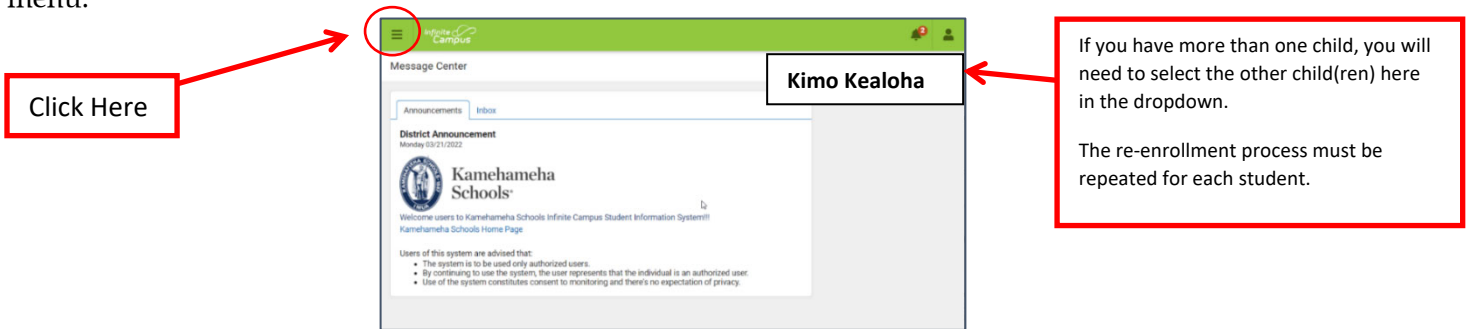 menu.
Click Here
Infinite
Campus
2
Message Center
Kimo Kealoha
Announcements Inbox
District Announcement
Monday 03/21/2022
Kamehameha
Schools
Welcome users to Kamehameha Schools Infinite Campus Student Information System!!!
Kamehameha Schools Home Page
Users of this system are advised that:
• The system is to be used only authorized users.
• By continuing to use the system, the user represents that the individual is an authorized user.
• Use of the system constitutes consent to monitoring and there's no expectation of privacy.
If you have more than one child, you will
need to select the other child(ren) here
in the dropdown.
The re-enrollment process must be
repeated for each student.